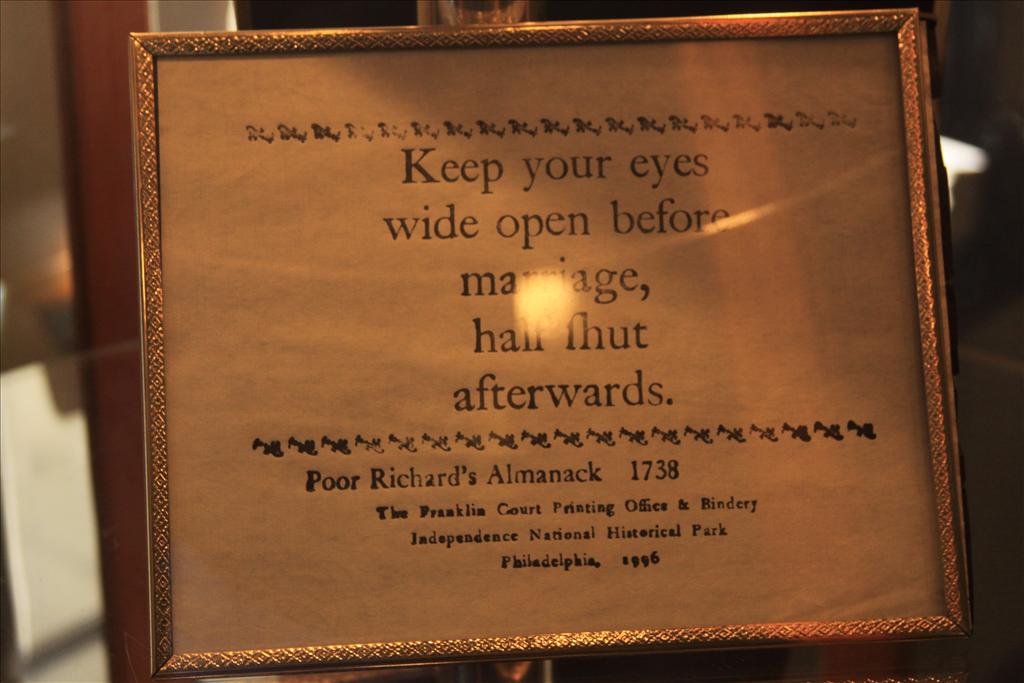 Keep your eyes
wide open before
marriage,
half ſhut
afterwards.
Poor Richard's Almanack 1738
The Franklin Court Printing Office & Bindery
Independence National Historical Park
Philadelphia, 1996